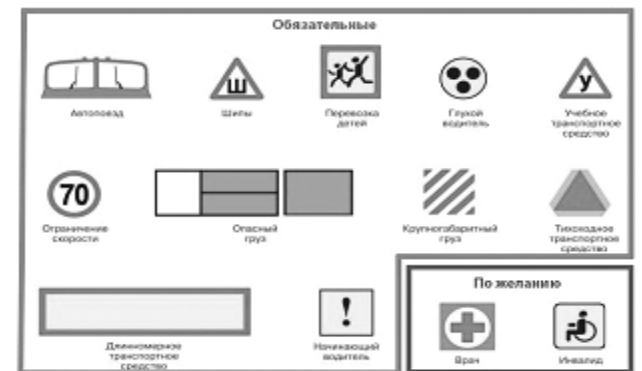 Обязательные
Автопоезд
Ш
Шипы
Перевозка
детей
Глухой
водитель
У
Учебное
транспортное
средство
70
Ограничение
скорости
Опасный
груз
Крупногабаритный
груз
Тихоходное
транспортное
средство
Длинномерное
транспортное
средство
!
Начинающий
водитель
По желанию
Врач
Инвалид